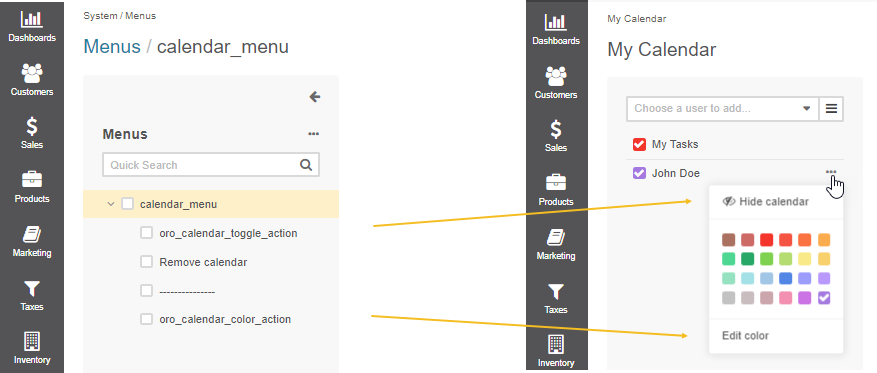 Dashboards
Customers
Sales
Products
Marketing
Taxes
Inventory
System / Menus
Menus / calendar_menu
Menus
Quick Search
calendar_menu
oro_calendar_toggle_action
Remove calendar
---------------
oro_calendar_color_action
Dashboards
Customers
Sales
Products
Marketing
Taxes
Inventory
My Calendar
My Calendar
Choose a user to add...
My Tasks
John Doe
Hide calendar
Edit color